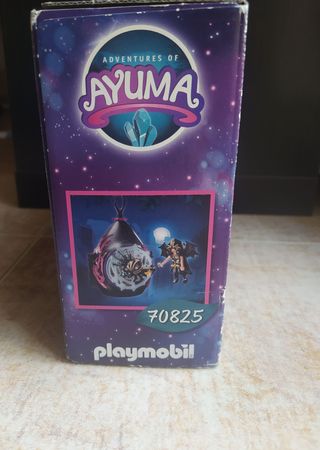 ADVENTURES OF
AYUMA
70825
playmobil